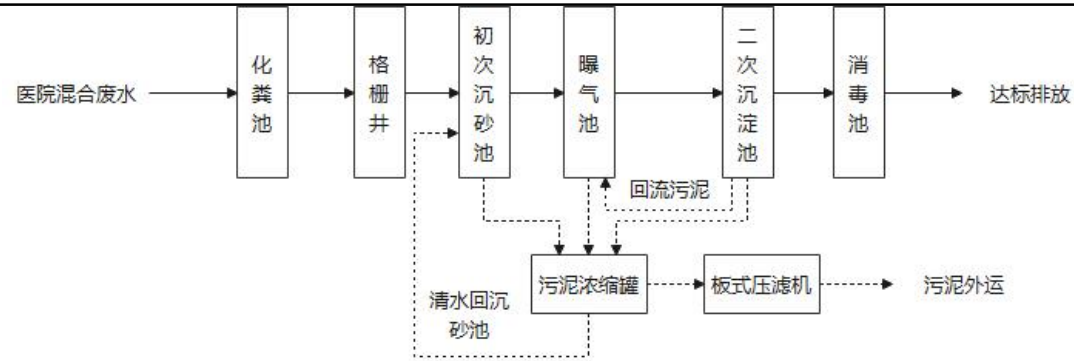 医院混合废水
化粪池
格栅井
初次沉砂池
曝气池
二次沉淀池
消毒池
达标排放
回流污泥
污泥浓缩罐
板式压滤机
污泥外运
清水回沉
砂池